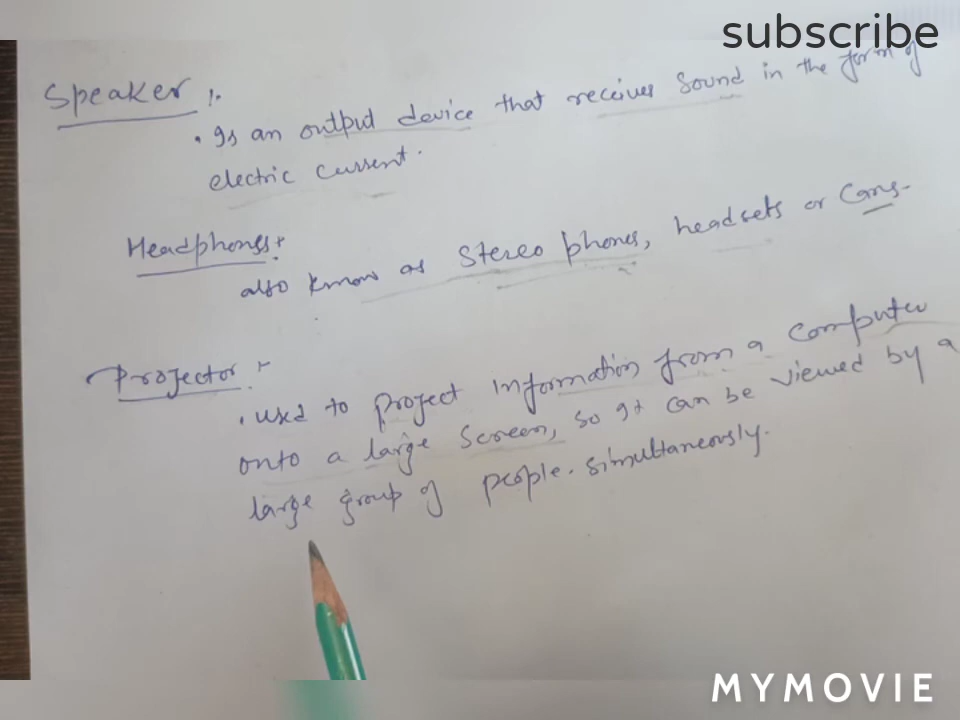 subscribe
Speaker :-
• Is an output device that receives Sound in the form of
electric current.
Headphones :-
also know as Stereo phones, headsets or Cans.
Projector :-
• used to project information from a Computer
onto a large Screen, so It can be viewed by a
large group of people. simultaneously.
MYMOVIE